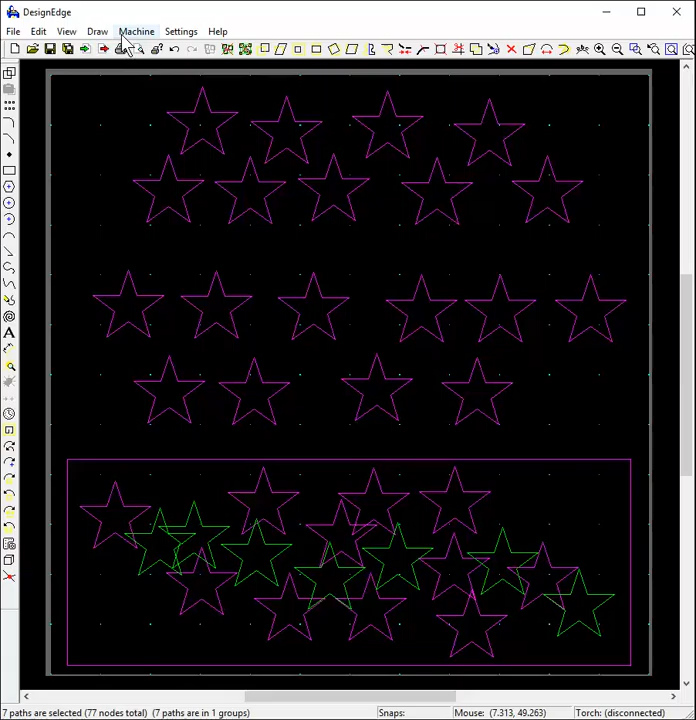 DesignEdge
File Edit View Draw Machine Settings Help
7 paths are selected (77 nodes total) (7 paths are in 1 groups) Snaps: Mouse: (7.313, 49.263) Torch: (disconnected)